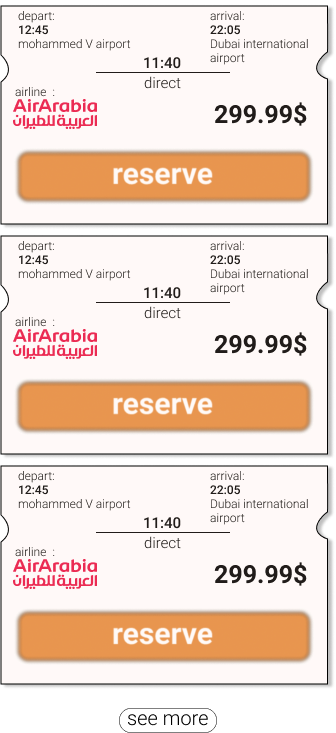 depart: arrival:
12:45 22:05
mohammed V airport Dubai international airport
11:40
direct
airline :
AirArabia
العربية للطيران
299.99$
reserve
depart: arrival:
12:45 22:05
mohammed V airport Dubai international airport
11:40
direct
airline :
AirArabia
العربية للطيران
299.99$
reserve
depart: arrival:
12:45 22:05
mohammed V airport Dubai international airport
11:40
direct
airline :
AirArabia
العربية للطيران
299.99$
reserve
see more